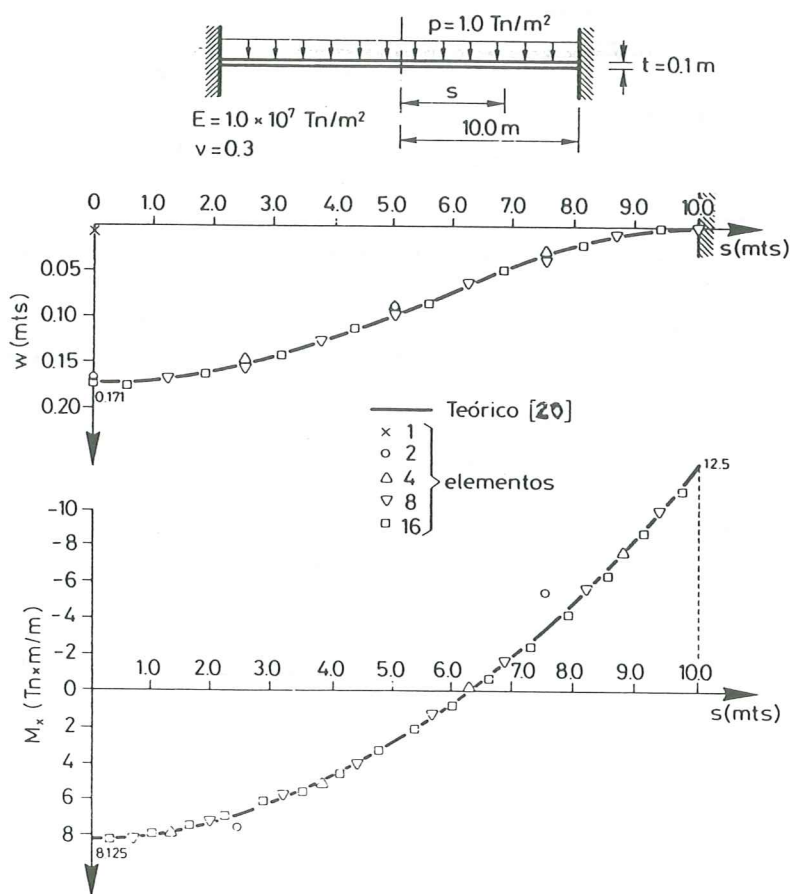 p=1.0 Tn/m²
t=0.1 m
s
10.0 m
E=1.0×10⁷ Tn/m²
ν=0.3
0 1.0 2.0 3.0 4.0 5.0 6.0 7.0 8.0 9.0 10.0
s(mts)
0.05
0.10
0.15
0.20
w (mts)
0.171
Teórico [20]
× 1
○ 2
△ 4
▽ 8
□ 16
elementos
12.5
-10
-8
-6
-4
-2
0
2
4
6
8
Mₓ (Tn×m/m)
1.0 2.0 3.0 4.0 5.0 6.0 7.0 8.0 9.0 10.0
s(mts)
8125